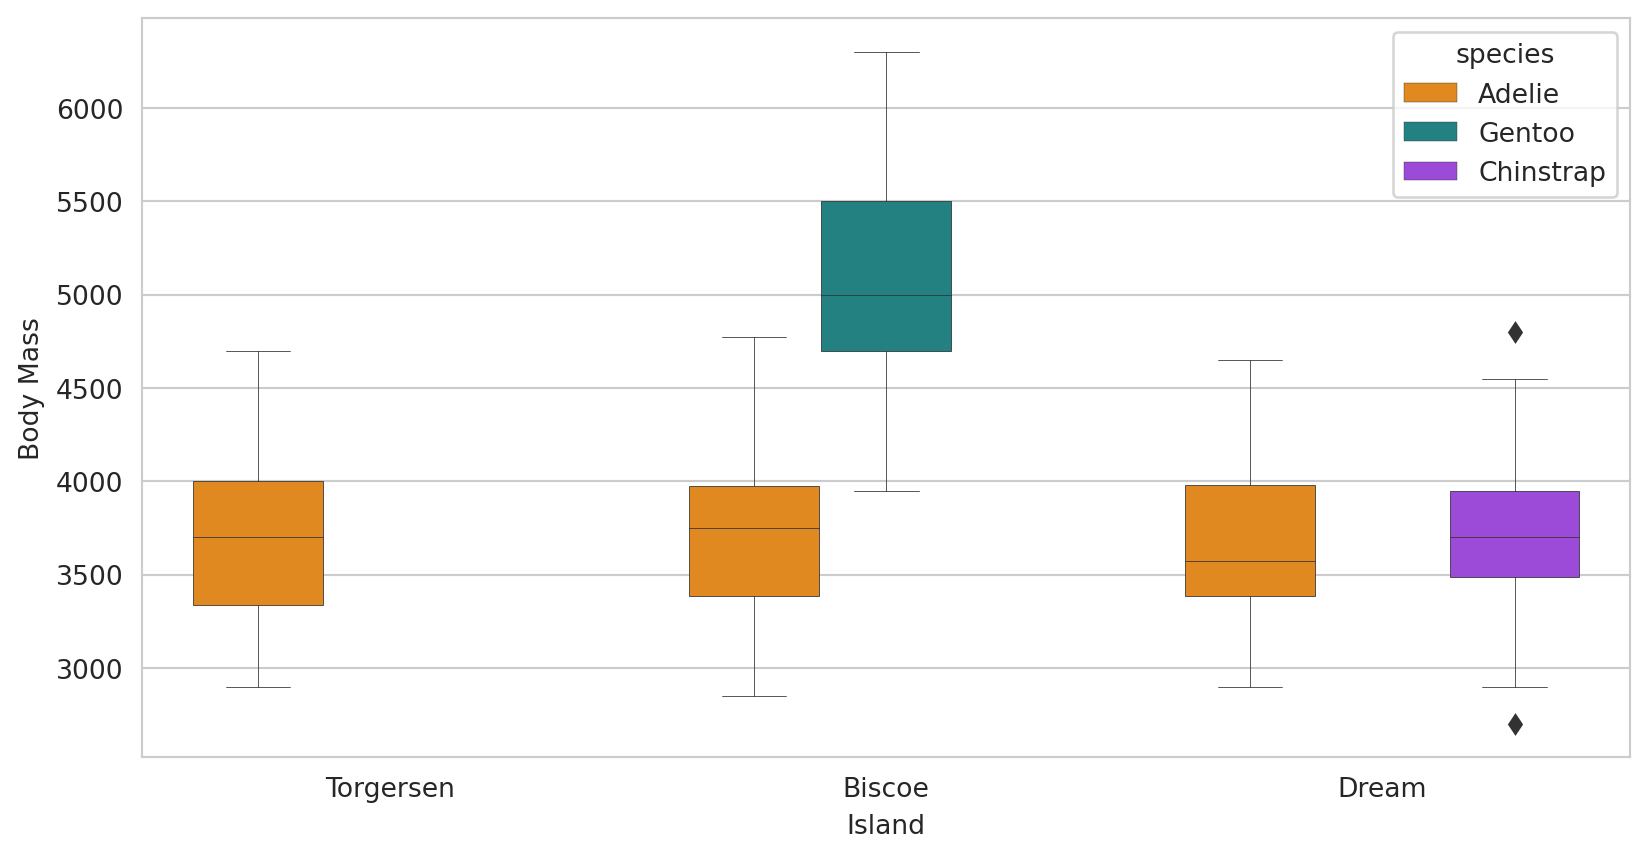 species
Adelie
Gentoo
Chinstrap
6000
5500
5000
4500
4000
3500
3000
Body Mass
Torgersen Biscoe Dream
Island